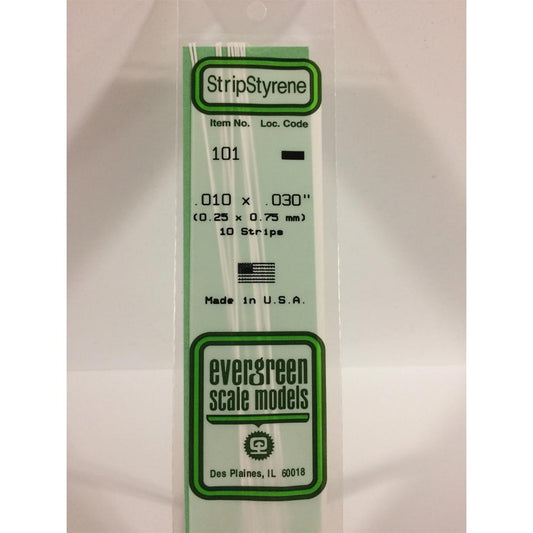 StripStyrene
Item No. Loc. Code
101
.010 x .030"
(0.25 x 0.75 mm)
10 Strips
Made in U.S.A.
evergreen
scale models
Des Plaines, IL 60018